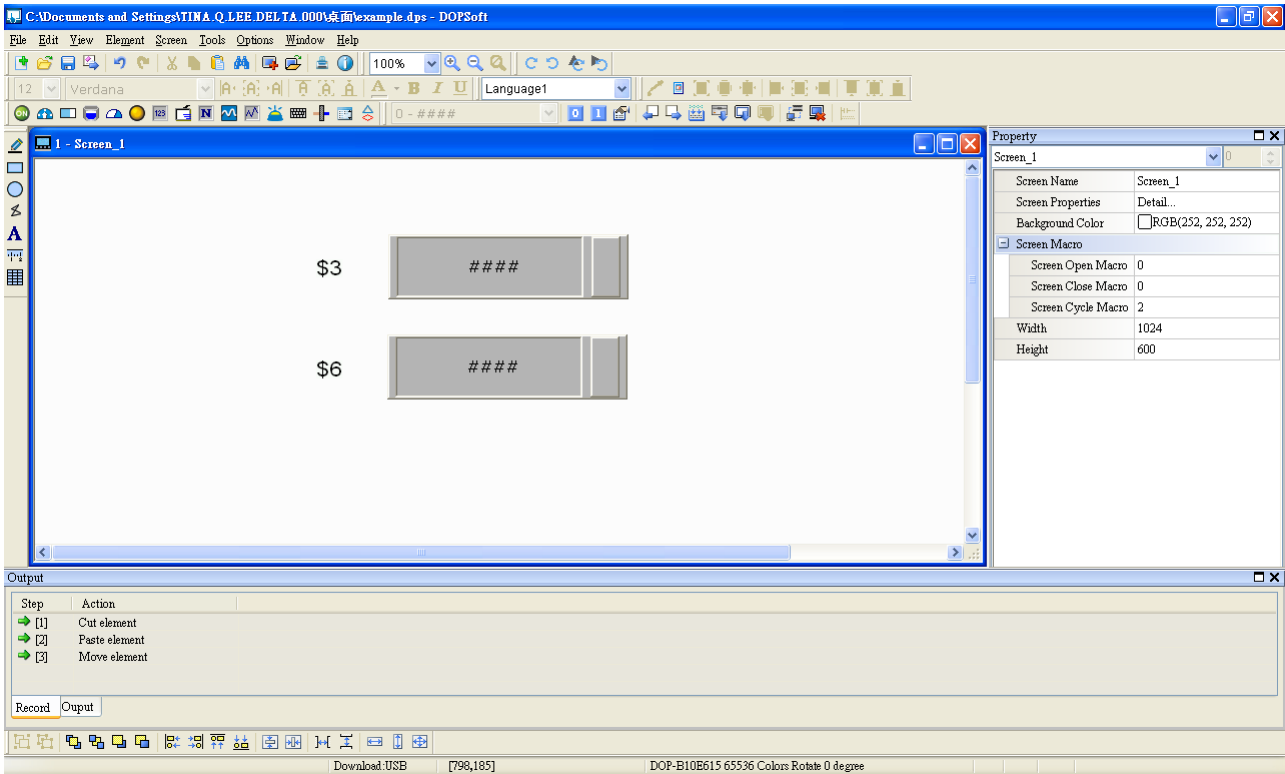 C:\Documents and Settings\TINA.Q.LEE.DELTA.000\桌面\example.dps - DOPSoft
File Edit View Element Screen Tools Options Window Help
100%
12 Verdana Language1
0 - ####
1 - Screen_1
$3 ####
$6 ####
Property
Screen_1 0
Screen Name Screen_1
Screen Properties Detail...
Background Color RGB(252, 252, 252)
Screen Macro
Screen Open Macro 0
Screen Close Macro 0
Screen Cycle Macro 2
Width 1024
Height 600
Output
Step Action
[1] Cut element
[2] Paste element
[3] Move element
Record Ouput
Download:USB [798,185] DOP-B10E615 65536 Colors Rotate 0 degree